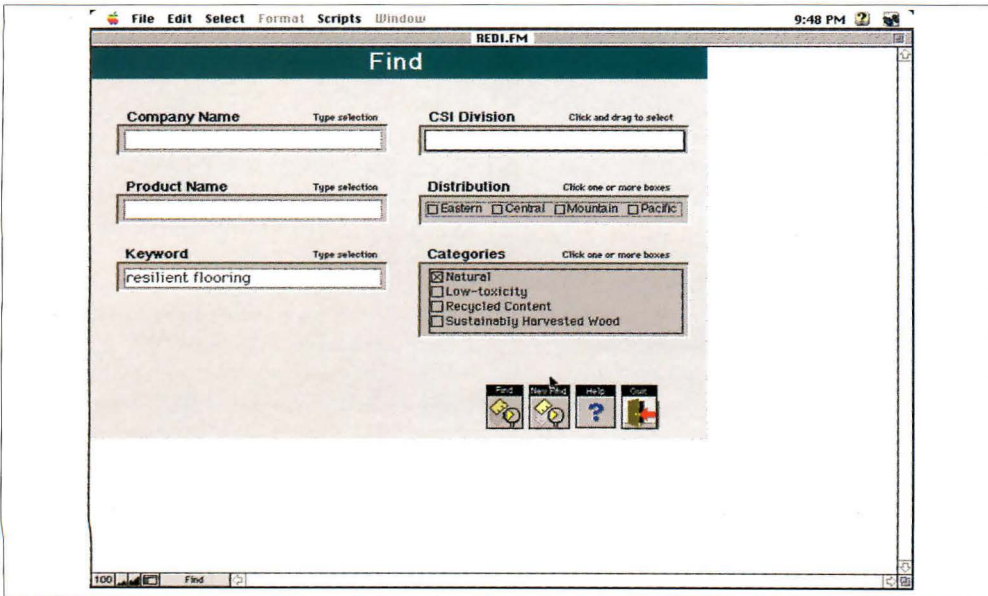 File Edit Select Format Scripts Window 9:48 PM
REDI.FM
Find
Company Name Type selection
CSI Division Click and drag to select
Product Name Type selection
Distribution Click one or more boxes
Eastern Central Mountain Pacific
Keyword Type selection
resilient flooring
Categories Click one or more boxes
Natural
Low-toxicity
Recycled Content
Sustainably Harvested Wood
Find New Find Help Quit
?
100 Find